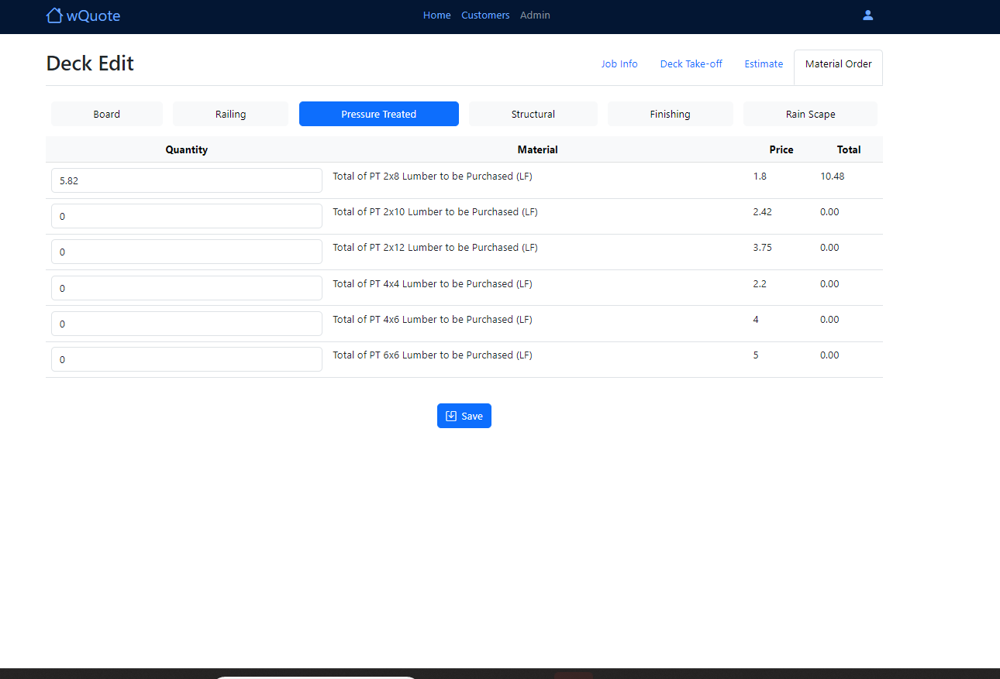 wQuote Home Customers Admin
Deck Edit Job Info Deck Take-off Estimate Material Order
Board Railing Pressure Treated Structural Finishing Rain Scape
Quantity Material Price Total
5.82 Total of PT 2x8 Lumber to be Purchased (LF) 1.8 10.48
0 Total of PT 2x10 Lumber to be Purchased (LF) 2.42 0.00
0 Total of PT 2x12 Lumber to be Purchased (LF) 3.75 0.00
0 Total of PT 4x4 Lumber to be Purchased (LF) 2.2 0.00
0 Total of PT 4x6 Lumber to be Purchased (LF) 4 0.00
0 Total of PT 6x6 Lumber to be Purchased (LF) 5 0.00
Save